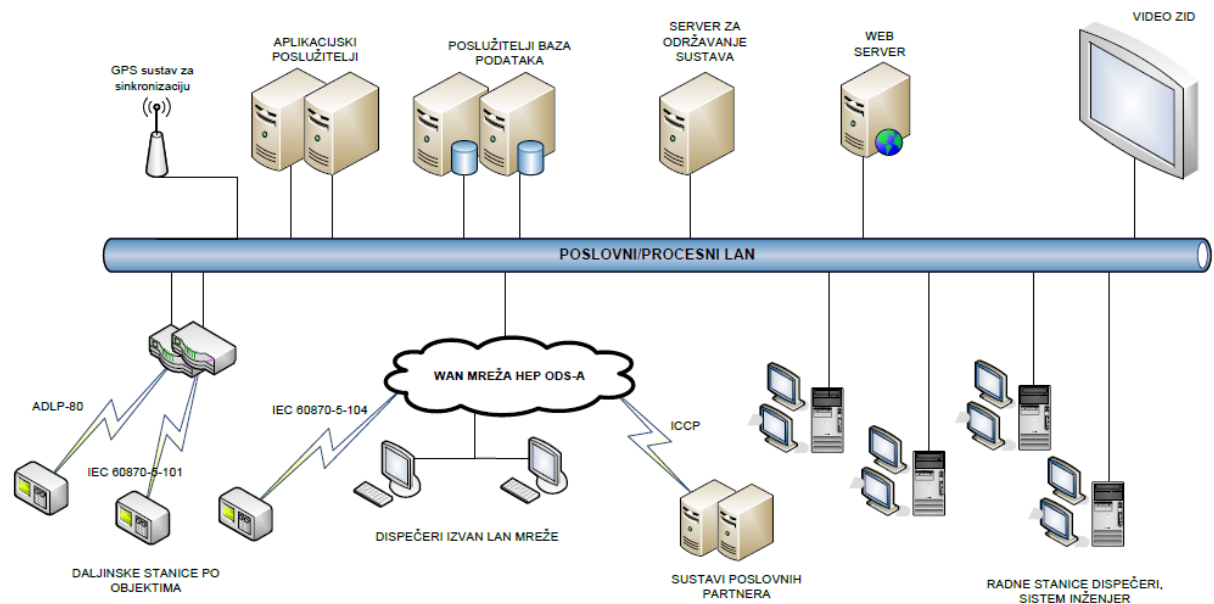 VIDEO ZID
SERVER ZA
ODRŽAVANJE
SUSTAVA
WEB
SERVER
APLIKACIJSKI
POSLUŽITELJI
POSLUŽITELJI BAZA
PODATAKA
GPS sustav za
sinkronizaciju
POSLOVNI/PROCESNI LAN
WAN MREŽA HEP ODS-A
ADLP-80
IEC 60870-5-104
ICCP
IEC 60870-5-101
DISPEČERI IZVAN LAN MREŽE
DALJINSKE STANICE PO
OBJEKTIMA
SUSTAVI POSLOVNIH
PARTNERA
RADNE STANICE DISPEČERI,
SISTEM INŽENJER